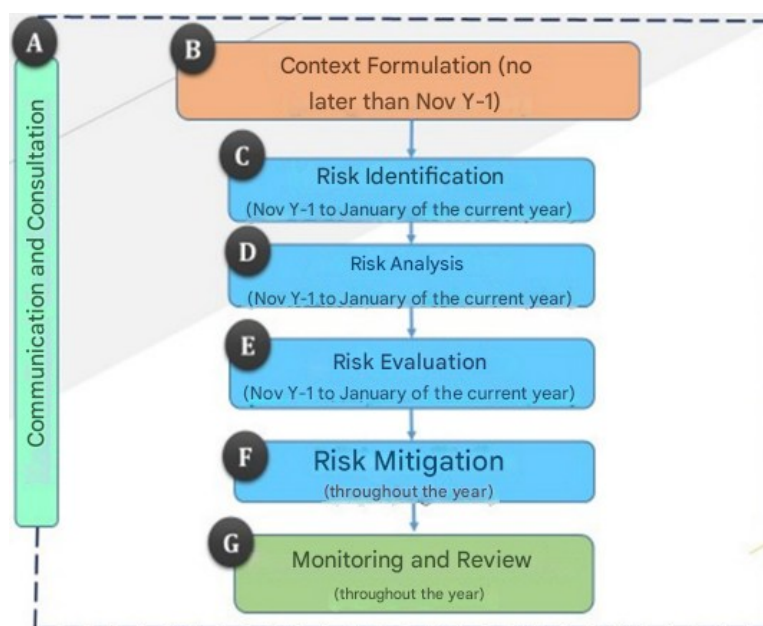 A
Communication and Consultation
B
Context Formulation (no
later than Nov Y-1)
C
Risk Identification
(Nov Y-1 to January of the current year)
D
Risk Analysis
(Nov Y-1 to January of the current year)
E
Risk Evaluation
(Nov Y-1 to January of the current year)
F
Risk Mitigation
(throughout the year)
G
Monitoring and Review
(throughout the year)